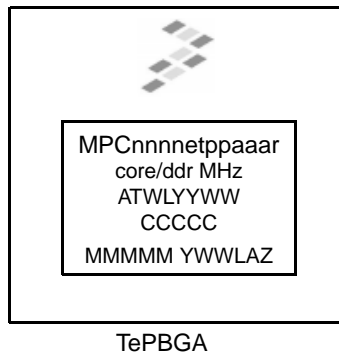 MPCnnnnetppaaar
core/ddr MHz
ATWLYYWW
CCCCC
MMMMM YWWLAZ
TePBGA